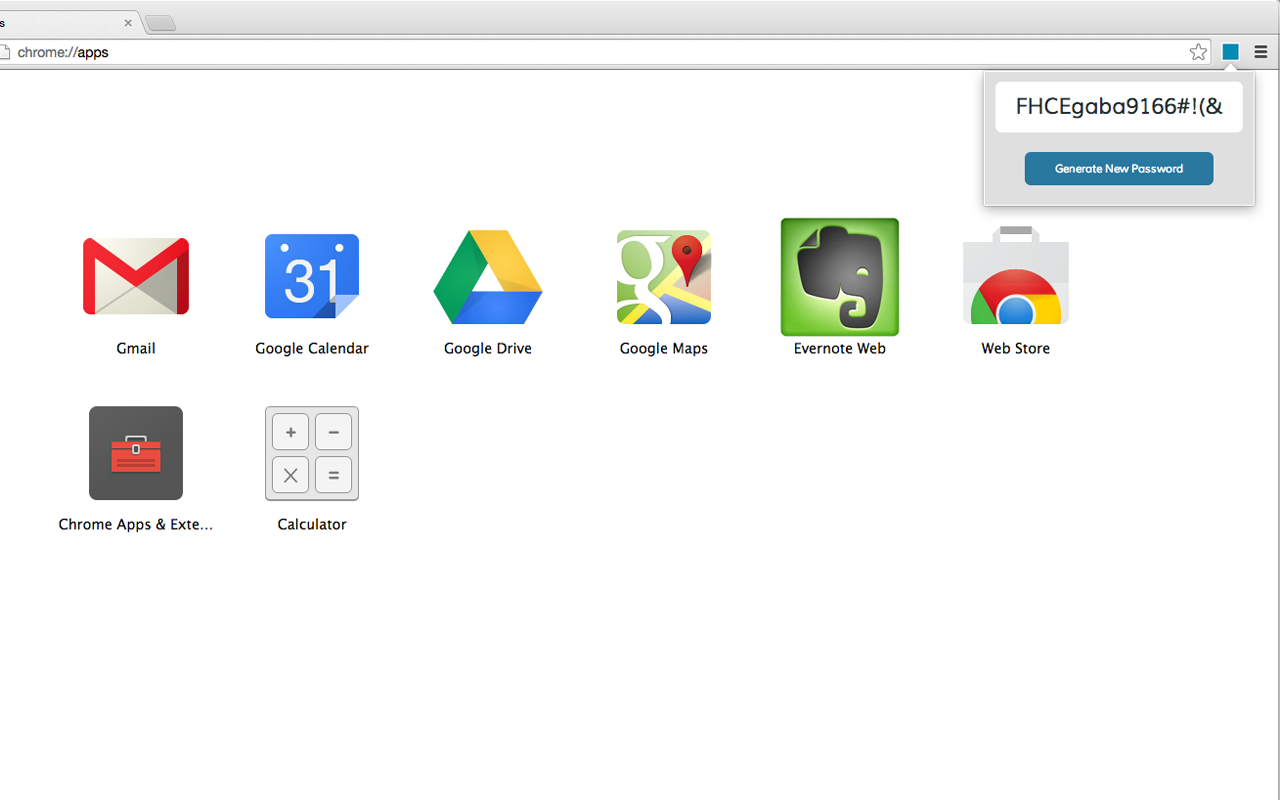 s
chrome://apps
FHCEgaba9166#!(&
Generate New Password
31
g
Gmail
Google Calendar
Google Drive
Google Maps
Evernote Web
Web Store
+ −
× =
Chrome Apps & Exte...
Calculator